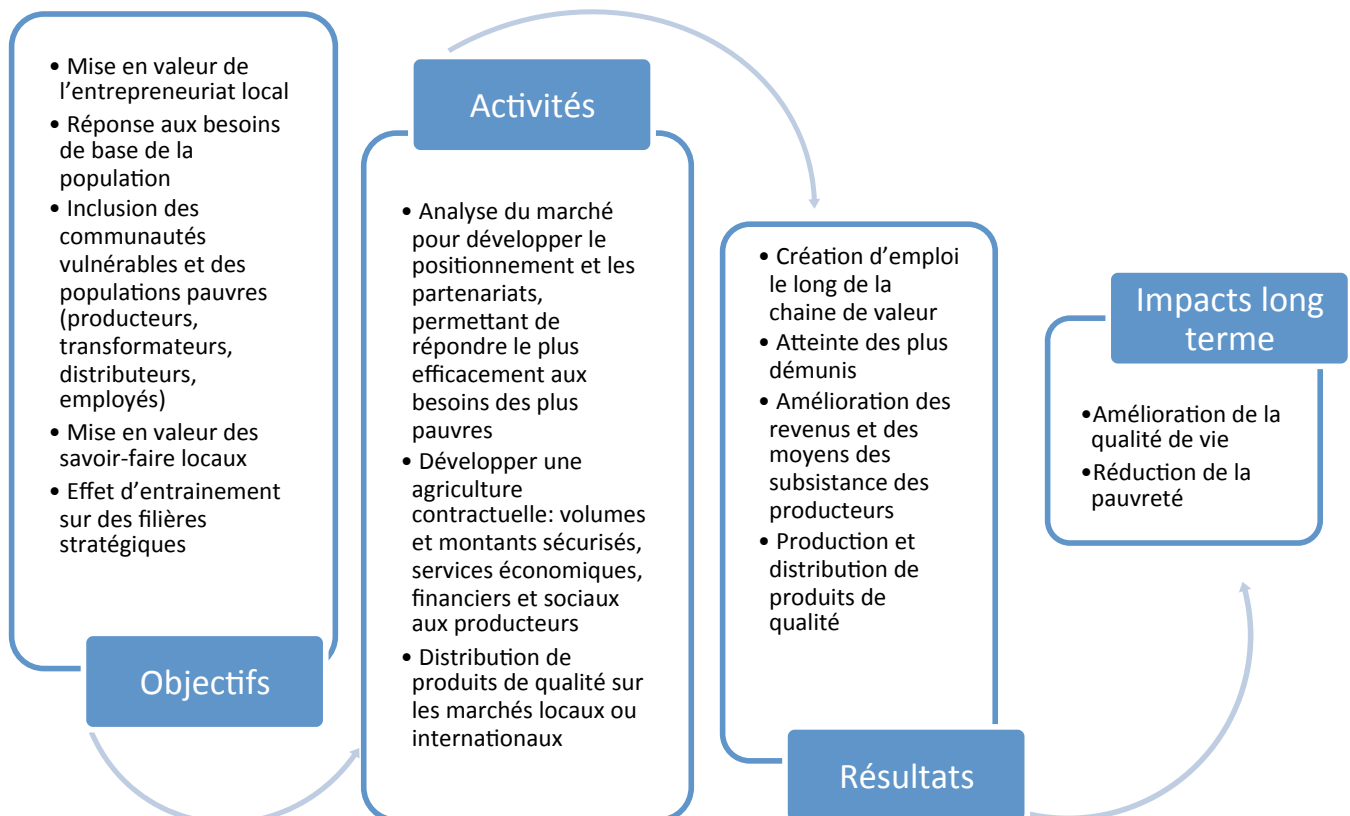 • Mise en valeur de
l’entrepreneuriat local
• Réponse aux besoins
de base de la
population
• Inclusion des
communautés
vulnérables et des
populations pauvres
(producteurs,
transformateurs,
distributeurs,
employés)
• Mise en valeur des
savoir-faire locaux
• Effet d’entrainement
sur des filières
stratégiques
Objectifs
Activités
• Analyse du marché
pour développer le
positionnement et les
partenariats,
permettant de
répondre le plus
efficacement aux
besoins des plus
pauvres
• Développer une
agriculture
contractuelle: volumes
et montants sécurisés,
services économiques,
financiers et sociaux
aux producteurs
• Distribution de
produits de qualité sur
les marchés locaux ou
internationaux
• Création d’emploi
le long de la
chaine de valeur
• Atteinte des plus
démunis
• Amélioration des
revenus et des
moyens des
subsistance des
producteurs
• Production et
distribution de
produits de
qualité
Résultats
Impacts long
terme
•Amélioration de la
qualité de vie
•Réduction de la
pauvreté